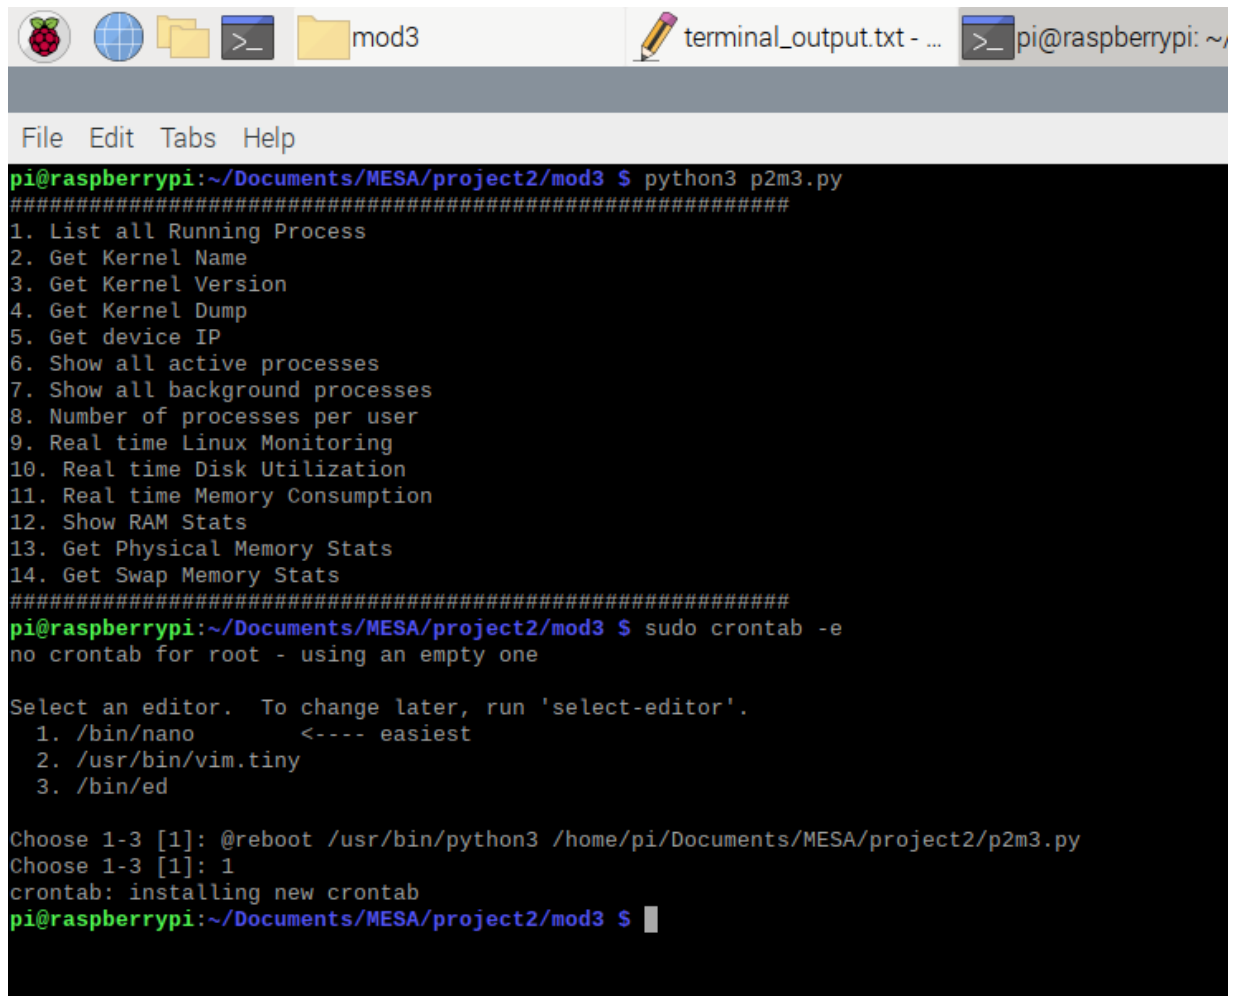 mod3
terminal_output.txt - ...
pi@raspberrypi: ~/
File Edit Tabs Help
pi@raspberrypi:~/Documents/MESA/project2/mod3 $ python3 p2m3.py
###########################################################
1. List all Running Process
2. Get Kernel Name
3. Get Kernel Version
4. Get Kernel Dump
5. Get device IP
6. Show all active processes
7. Show all background processes
8. Number of processes per user
9. Real time Linux Monitoring
10. Real time Disk Utilization
11. Real time Memory Consumption
12. Show RAM Stats
13. Get Physical Memory Stats
14. Get Swap Memory Stats
###########################################################
pi@raspberrypi:~/Documents/MESA/project2/mod3 $ sudo crontab -e
no crontab for root - using an empty one
Select an editor.  To change later, run 'select-editor'.
  1. /bin/nano        <---- easiest
  2. /usr/bin/vim.tiny
  3. /bin/ed
Choose 1-3 [1]: @reboot /usr/bin/python3 /home/pi/Documents/MESA/project2/p2m3.py
Choose 1-3 [1]: 1
crontab: installing new crontab
pi@raspberrypi:~/Documents/MESA/project2/mod3 $